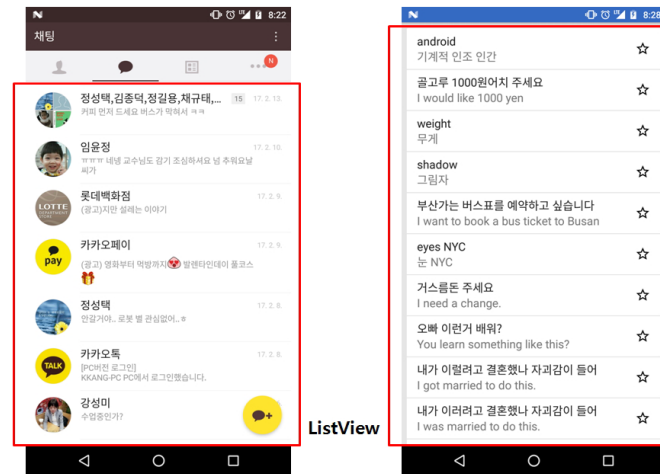 8:22
채팅
N
정성택,김종덕,정길용,채규태,... 15 17. 2. 13.
커피 먼저 드세요 버스가 막혀서 ㅋㅋ
임윤정 17. 2. 10.
ㅠㅠㅠ 네넹 교수님도 감기 조심하셔요 넘 추워요날
씨가
LOTTE
DEPARTMENT STORE
롯데백화점 17. 2. 9.
(광고)지만 설레는 이야기
pay
카카오페이 17. 2. 9.
(광고) 영화부터 먹방까지 발렌타인데이 풀코스
정성택 17. 2. 8.
안갈거야.. 로봇 별 관심없어..ㅎ
TALK
카카오톡 17. 2. 8.
[PC버전 로그인]
KKANG-PC PC에서 로그인했습니다.
강성미
수업중인가?
ListView
8:28
android
기계적 인조 인간
골고루 1000원어치 주세요
I would like 1000 yen
weight
무게
shadow
그림자
부산가는 버스표를 예약하고 싶습니다
I want to book a bus ticket to Busan
eyes NYC
눈 NYC
거스름돈 주세요
I need a change.
오빠 이런거 배워?
You learn something like this?
내가 이럴려고 결혼했나 자괴감이 들어
I got married to do this.
내가 이러려고 결혼했나 자괴감이 들어
I was married to do this.